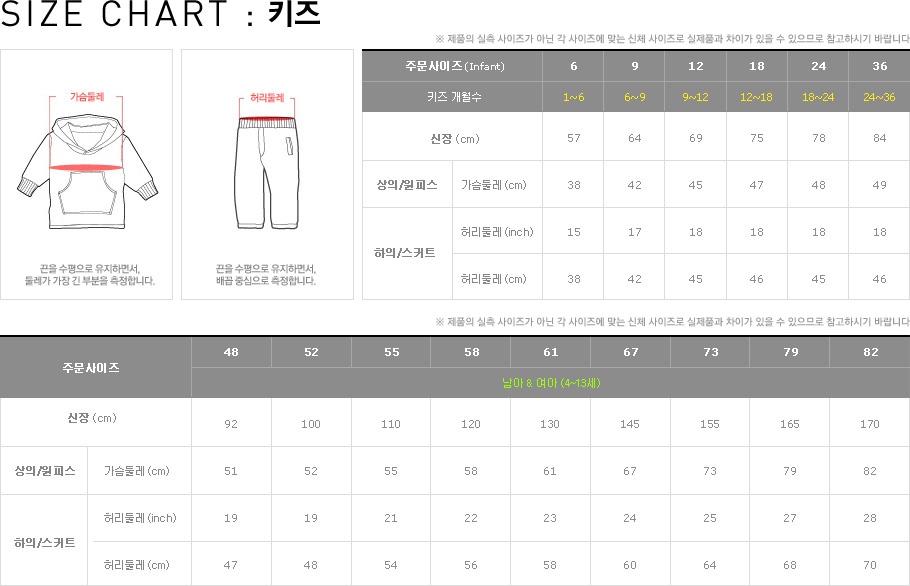 SIZE CHART : 키즈
※ 제품의 실측 사이즈가 아닌 각 사이즈에 맞는 신체 사이즈로 실제품과 차이가 있을 수 있으므로 참고하시기 바랍니다
가슴둘레
끈을 수평으로 유지하면서,
둘레가 가장 긴 부분을 측정합니다.
허리둘레
끈을 수평으로 유지하면서,
배꼽 중심으로 측정합니다.
주문사이즈(Infant) 6 9 12 18 24 36
키즈 개월수 1~6 6~9 9~12 12~18 18~24 24~36
신장 (cm) 57 64 69 75 78 84
상의/원피스 가슴둘레 (cm) 38 42 45 47 48 49
하의/스커트
허리둘레 (inch) 15 17 18 18 18 18
허리둘레 (cm) 38 42 45 46 45 46
※ 제품의 실측 사이즈가 아닌 각 사이즈에 맞는 신체 사이즈로 실제품과 차이가 있을 수 있으므로 참고하시기 바랍니다
주문사이즈 48 52 55 58 61 67 73 79 82
남아 & 여아 (4~13세)
신장 (cm) 92 100 110 120 130 145 155 165 170
상의/원피스 가슴둘레 (cm) 51 52 55 58 61 67 73 79 82
하의/스커트
허리둘레 (inch) 19 19 21 22 23 24 25 27 28
허리둘레 (cm) 47 48 54 56 58 60 64 68 70